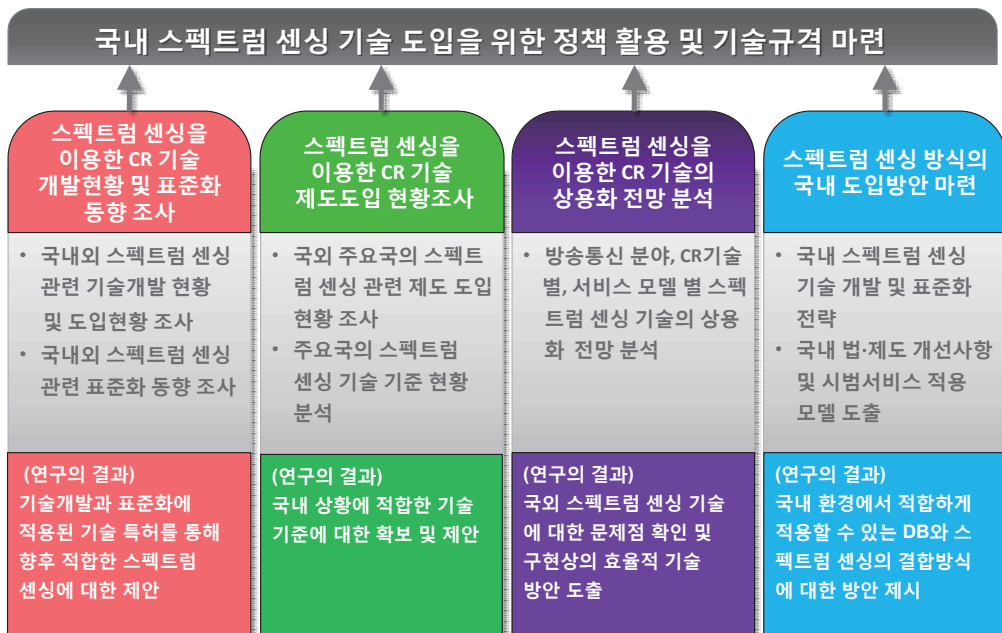 국내 스펙트럼 센싱 기술 도입을 위한 정책 활용 및 기술규격 마련
스펙트럼 센싱을
이용한 CR 기술
개발현황 및 표준화
동향 조사
• 국내외 스펙트럼 센싱
관련 기술개발 현황
및 도입현황 조사
• 국내외 스펙트럼 센싱
관련 표준화 동향 조사
(연구의 결과)
기술개발과 표준화에
적용된 기술 특허를 통해
향후 적합한 스펙트럼
센싱에 대한 제안
스펙트럼 센싱을
이용한 CR 기술
제도도입 현황조사
• 국외 주요국의 스펙트
럼 센싱 관련 제도 도입
현황 조사
• 주요국의 스펙트럼
센싱 기술 기준 현황
분석
(연구의 결과)
국내 상황에 적합한 기술
기준에 대한 확보 및 제안
스펙트럼 센싱을
이용한 CR 기술의
상용화 전망 분석
• 방송통신 분야, CR기술
별, 서비스 모델 별 스펙
트럼 센싱 기술의 상용
화 전망 분석
(연구의 결과)
국외 스펙트럼 센싱 기술
에 대한 문제점 확인 및
구현상의 효율적 기술
방안 도출
스펙트럼 센싱 방식의
국내 도입방안 마련
• 국내 스펙트럼 센싱
기술 개발 및 표준화
전략
• 국내 법·제도 개선사항
및 시범서비스 적용
모델 도출
(연구의 결과)
국내 환경에서 적합하게
적용할 수 있는 DB와 스
펙트럼 센싱의 결합방식
에 대한 방안 제시